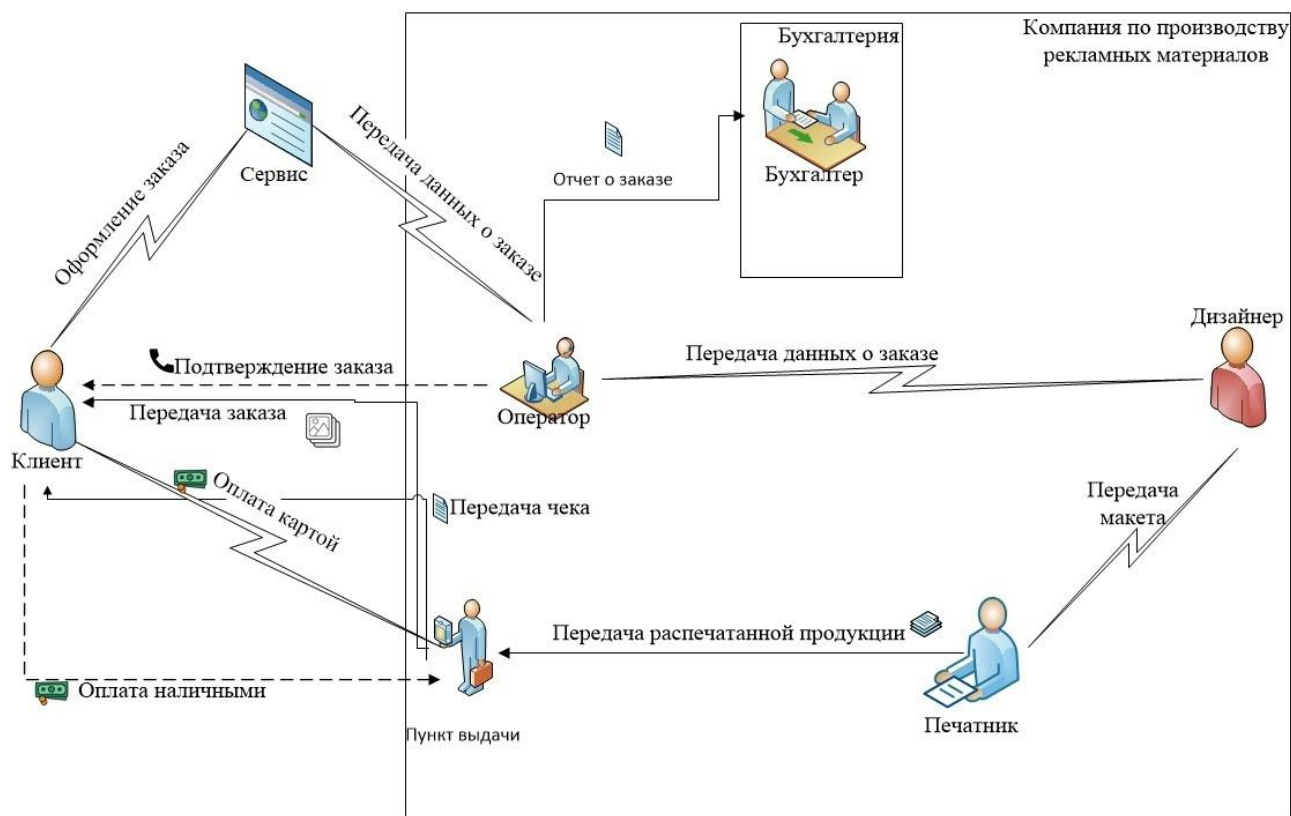 Компания по производству
рекламных материалов
Бухгалтерия
Бухгалтер
Сервис
Передача данных о заказе
Отчет о заказе
Оформление заказа
Дизайнер
Подтверждение заказа
Передача данных о заказе
Оператор
Передача заказа
Клиент
Оплата картой
Передача чека
Передача
макета
Передача распечатанной продукции
Оплата наличными
Пункт выдачи
Печатник